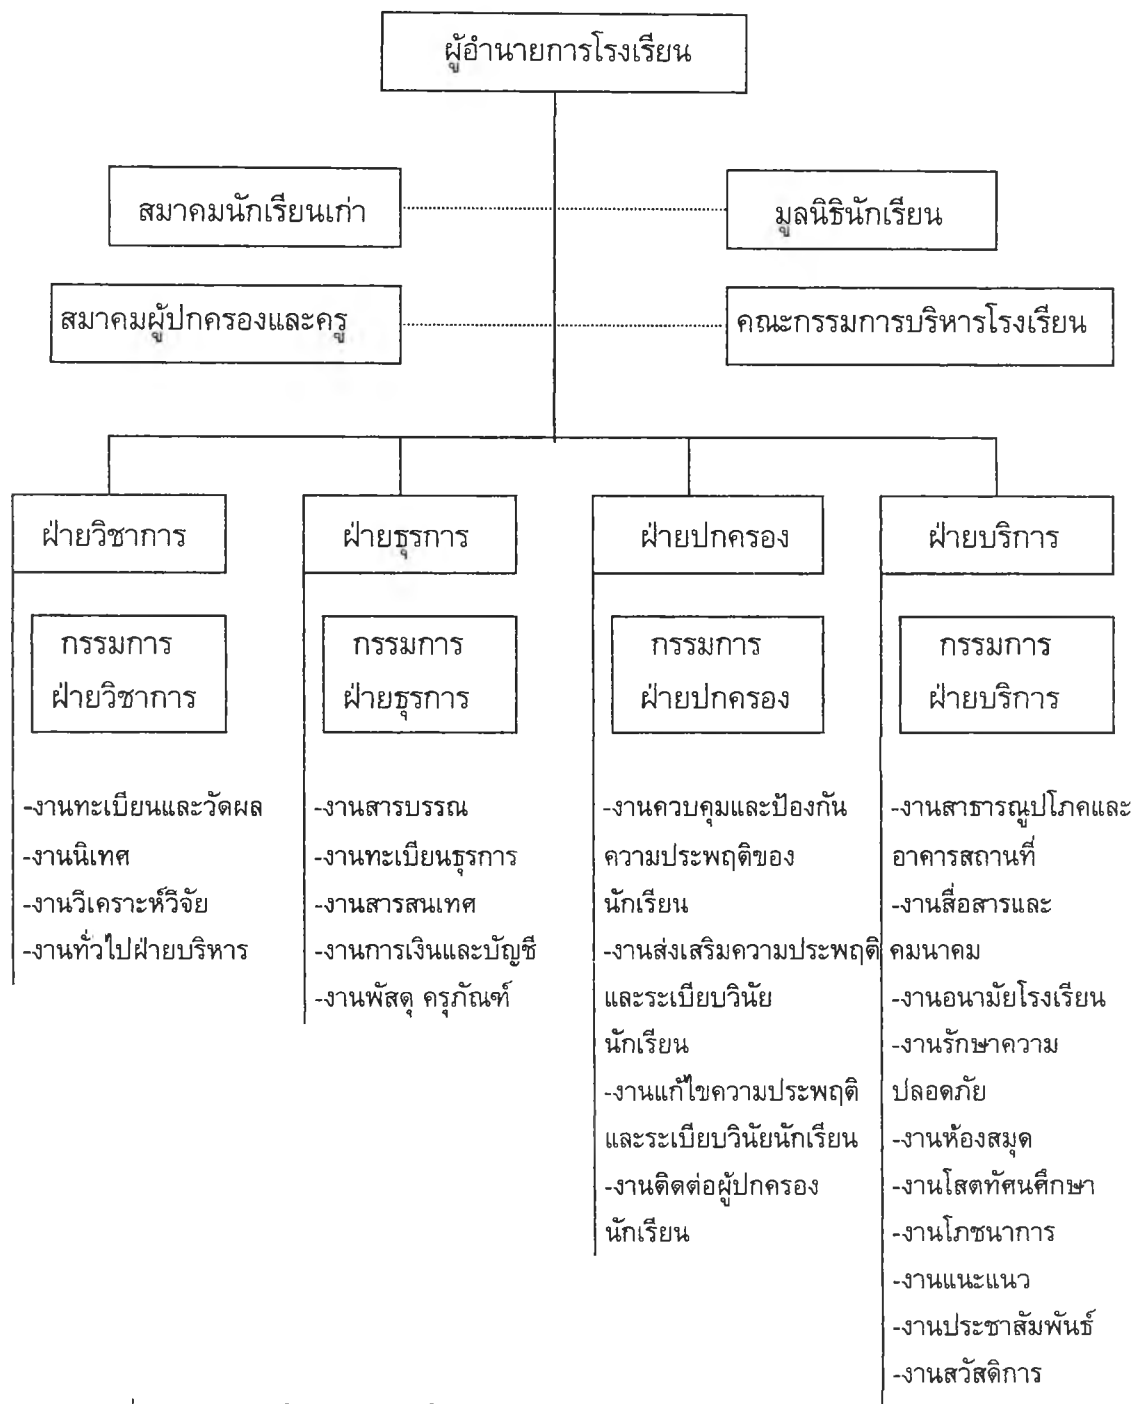 ผู้อำนายการโรงเรียน
สมาคมนักเรียนเก่า
มูลนิธินักเรียน
สมาคมผู้ปกครองและครู
คณะกรรมการบริหารโรงเรียน
ฝ่ายวิชาการ
กรรมการ
ฝ่ายวิชาการ
-งานทะเบียนและวัดผล
-งานนิเทศ
-งานวิเคราะห์วิจัย
-งานทั่วไปฝ่ายบริหาร
ฝ่ายธุรการ
กรรมการ
ฝ่ายธุรการ
-งานสารบรรณ
-งานทะเบียนธุรการ
-งานสารสนเทศ
-งานการเงินและบัญชี
-งานพัสดุ ครุภัณฑ์
ฝ่ายปกครอง
กรรมการ
ฝ่ายปกครอง
-งานควบคุมและป้องกัน
ความประพฤติของ
นักเรียน
-งานส่งเสริมความประพฤติ
และระเบียบวินัย
นักเรียน
-งานแก้ไขความประพฤติ
และระเบียบวินัยนักเรียน
-งานติดต่อผู้ปกครอง
นักเรียน
ฝ่ายบริการ
กรรมการ
ฝ่ายบริการ
-งานสาธารณูปโภคและ
อาคารสถานที่
-งานสื่อสารและ
คมนาคม
-งานอนามัยโรงเรียน
-งานรักษาความ
ปลอดภัย
-งานห้องสมุด
-งานโสตทัศนศึกษา
-งานโภชนาการ
-งานแนะแนว
-งานประชาสัมพันธ์
-งานสวัสดิการ